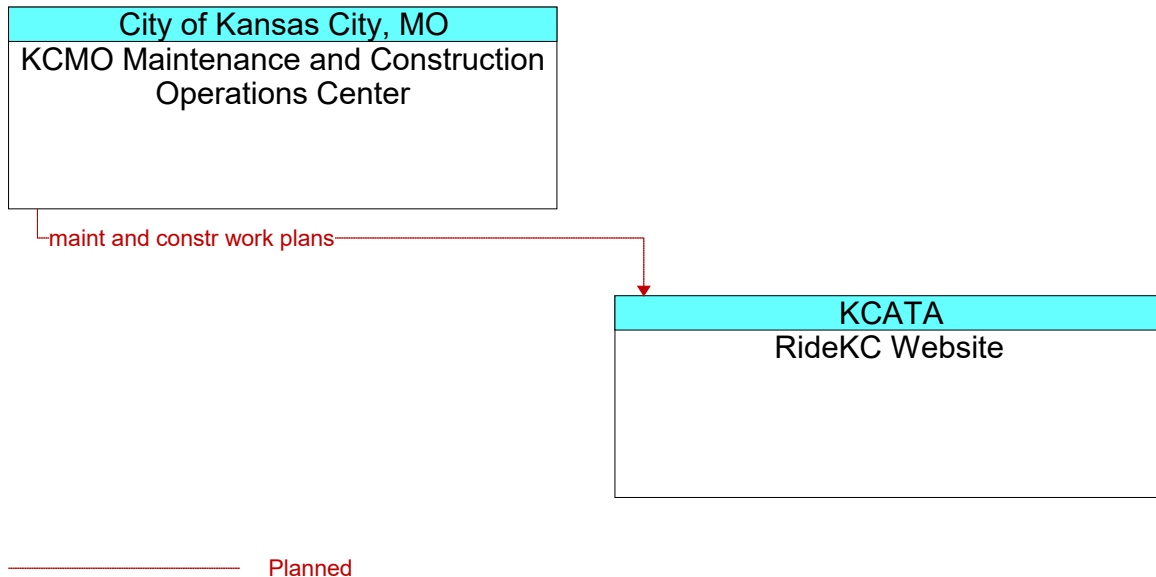 City of Kansas City, MO
KCMO Maintenance and Construction
Operations Center
maint and constr work plans
KCATA
RideKC Website
Planned